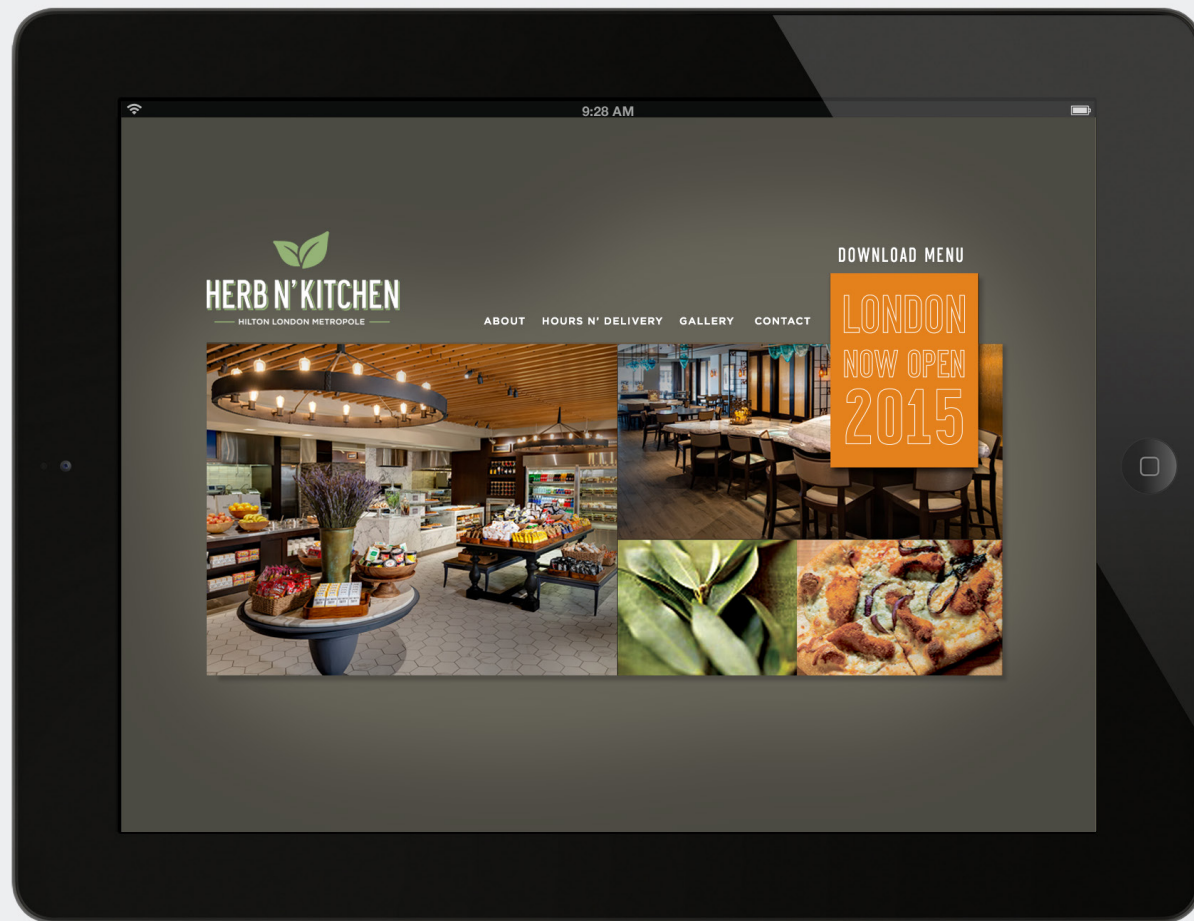 9:28 AM
HERB N' KITCHEN
HILTON LONDON METROPOLE
ABOUT
HOURS N' DELIVERY
GALLERY
CONTACT
DOWNLOAD MENU
LONDON
NOW OPEN
2015